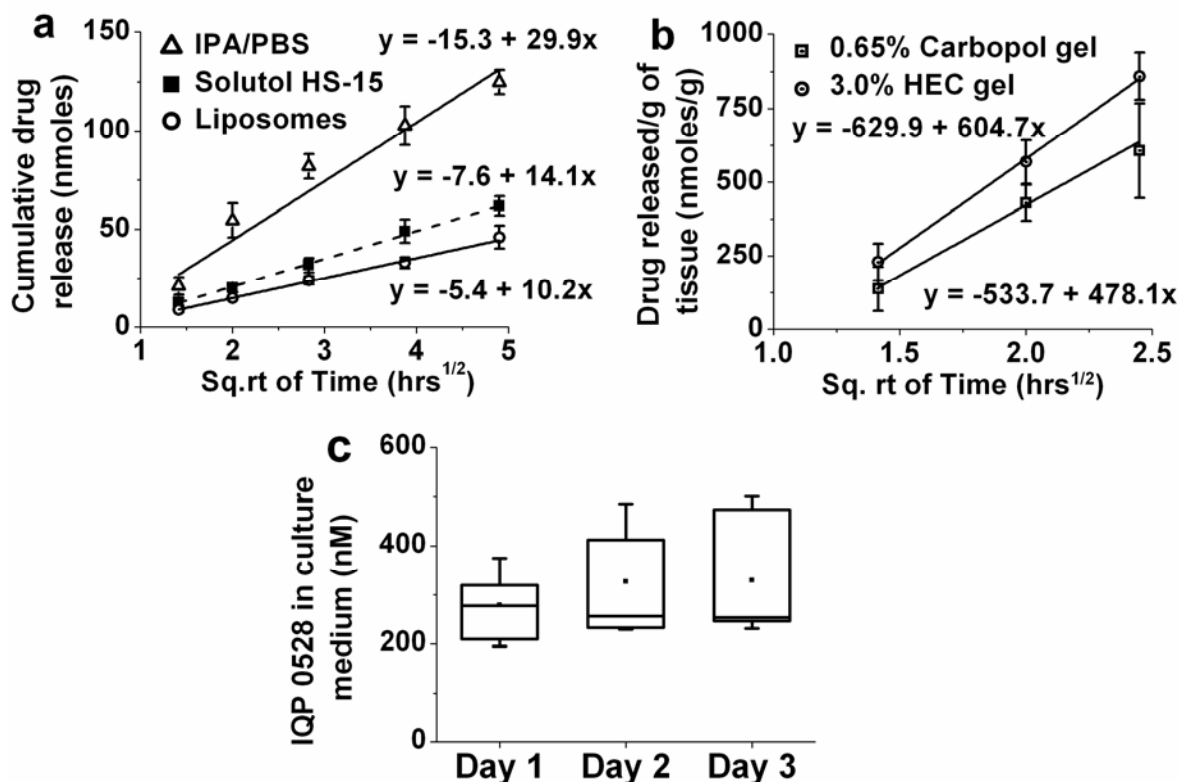 a
150
100
50
0
Cumulative drug
release (nmoles)
IPA/PBS
Solutol HS-15
Liposomes
y = -15.3 + 29.9x
y = -7.6 + 14.1x
y = -5.4 + 10.2x
1 2 3 4 5
Sq.rt of Time (hrs1/2)
b
1000
750
500
250
0
Drug released/g of
tissue (nmoles/g)
0.65% Carbopol gel
3.0% HEC gel
y = -629.9 + 604.7x
y = -533.7 + 478.1x
1.0 1.5 2.0 2.5
Sq. rt of Time (hrs1/2)
c
600
400
200
0
IQP 0528 in culture
medium (nM)
Day 1 Day 2 Day 3